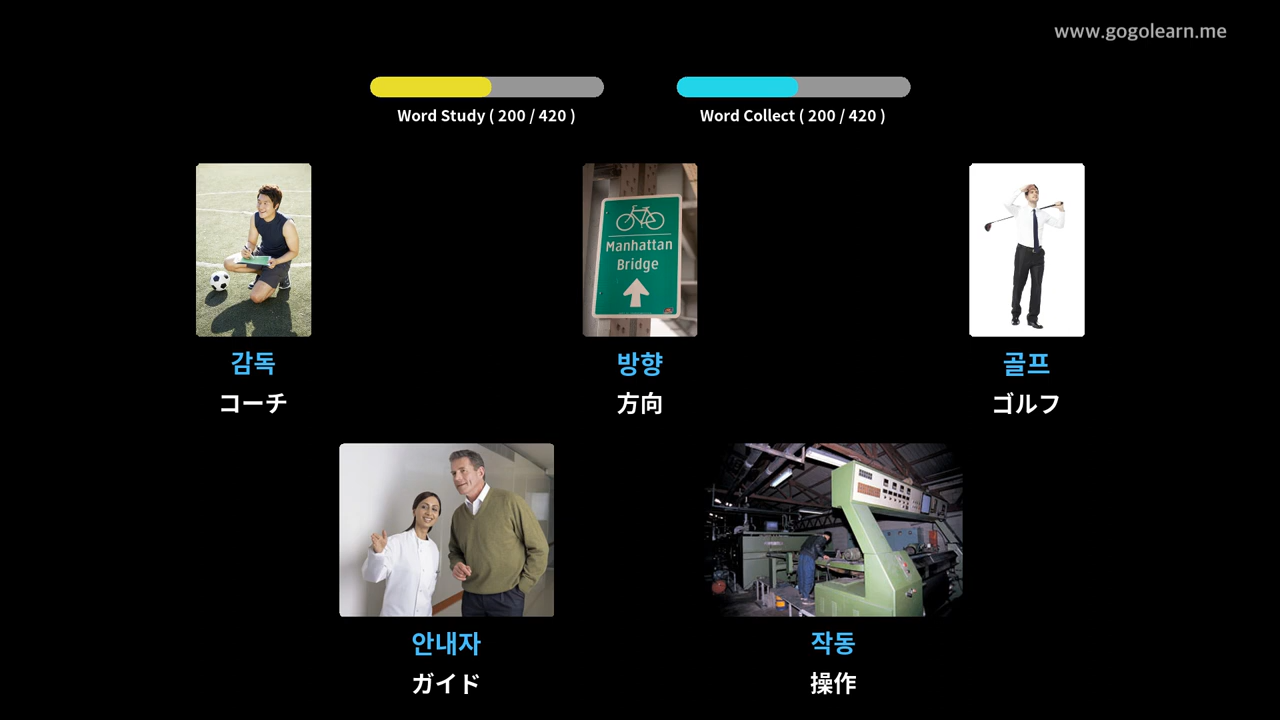 www.gogolearn.me
Word Study ( 200 / 420 )
Word Collect ( 200 / 420 )
Manhattan
Bridge
감독
コーチ
방향
方向
골프
ゴルフ
안내자
ガイド
작동
操作